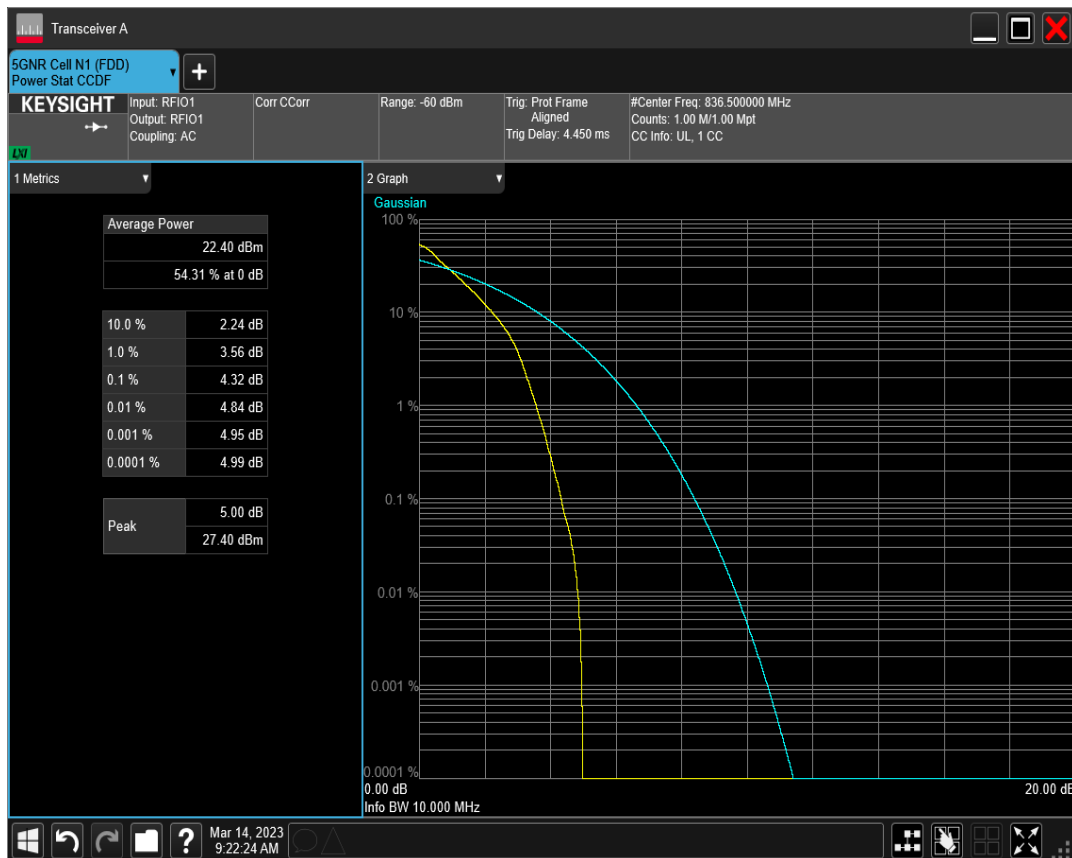 Transceiver A
5GNR Cell N1 (FDD)
Power Stat CCDF
KEYSIGHT
LXI
Input: RFIO1
Output: RFIO1
Coupling: AC
Corr CCorr
Range: -60 dBm
Trig: Prot Frame
Aligned
Trig Delay: 4.450 ms
#Center Freq: 836.500000 MHz
Counts: 1.00 M/1.00 Mpt
CC Info: UL, 1 CC
1 Metrics
Average Power
22.40 dBm
54.31 % at 0 dB
10.0 % 2.24 dB
1.0 % 3.56 dB
0.1 % 4.32 dB
0.01 % 4.84 dB
0.001 % 4.95 dB
0.0001 % 4.99 dB
Peak
5.00 dB
27.40 dBm
2 Graph
Gaussian
100 %
10 %
1 %
0.1 %
0.01 %
0.001 %
0.0001 %
0.00 dB 20.00 dB
Info BW 10.000 MHz
Mar 14, 2023
9:22:24 AM